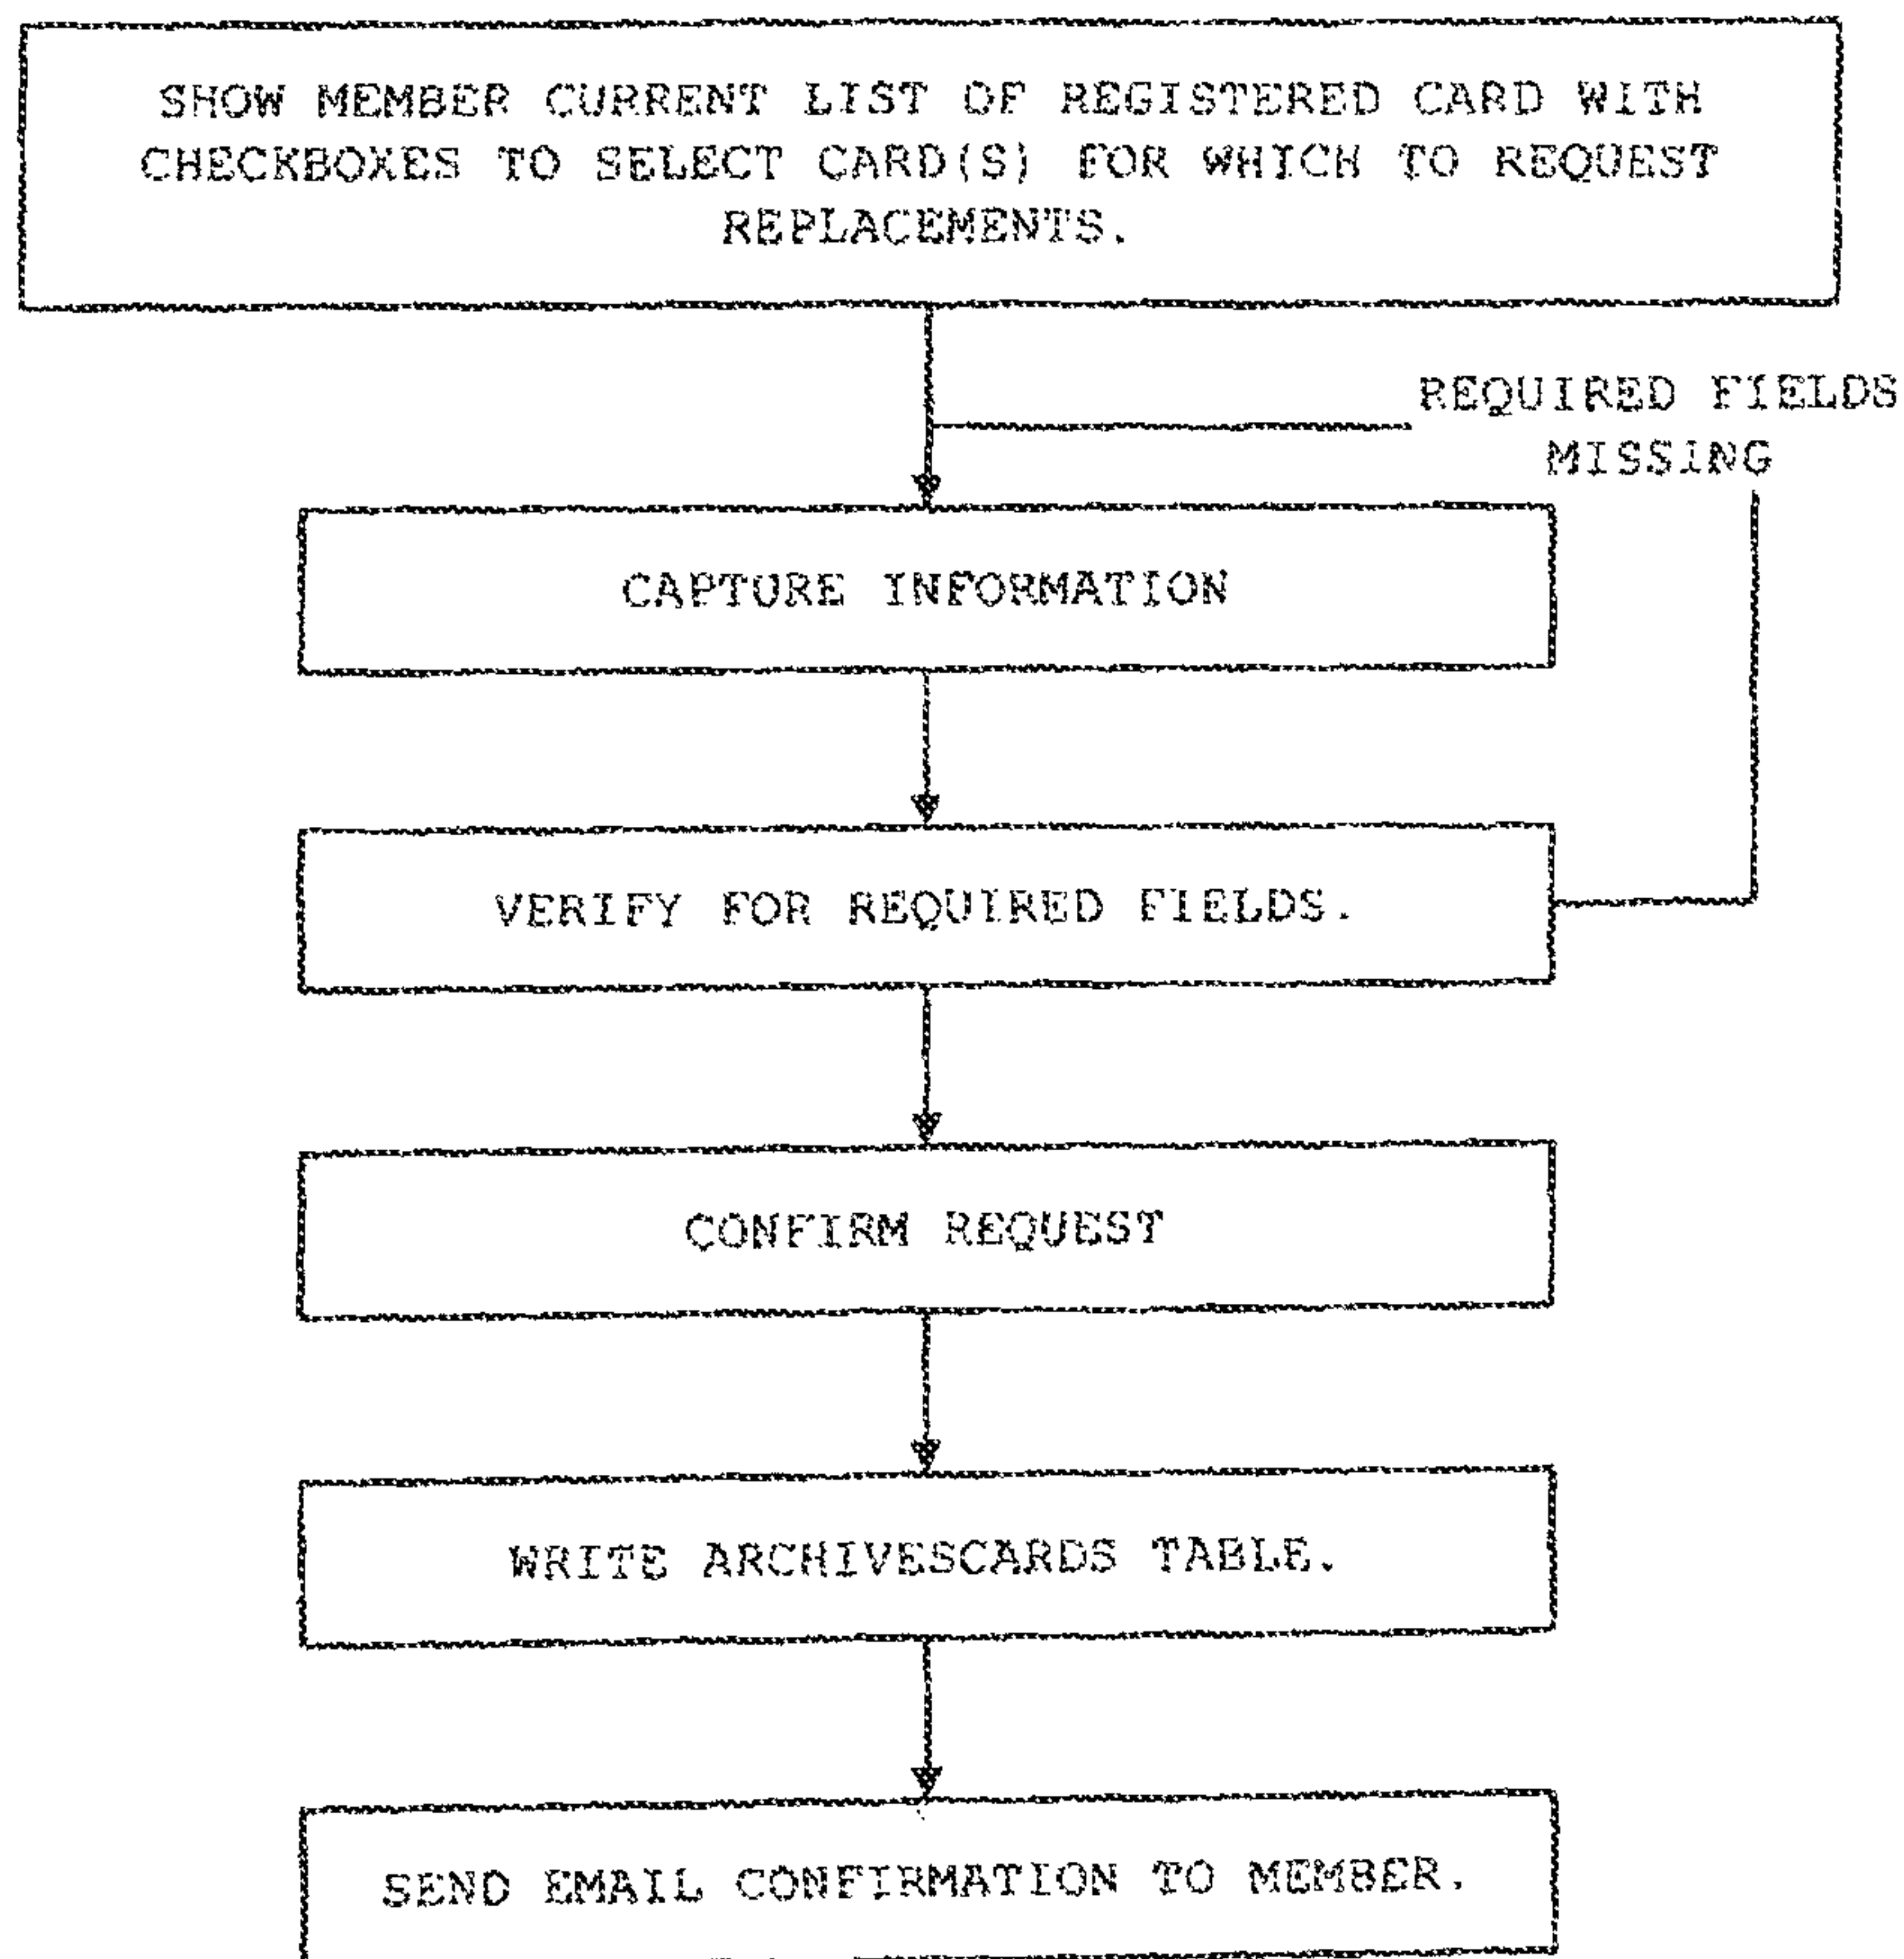 SHOW MEMBER CURRENT LIST OF REGISTERED CARD WITH
CHECKBOXES TO SELECT CARD(S) FOR WHICH TO REQUEST
REPLACEMENTS.
REQUIRED FIELDS
MISSING
CAPTURE INFORMATION
VERIFY FOR REQUIRED FIELDS.
CONFIRM REQUEST
WRITE ARCHIVESCARDS TABLE.
SEND EMAIL CONFIRMATION TO MEMBER.